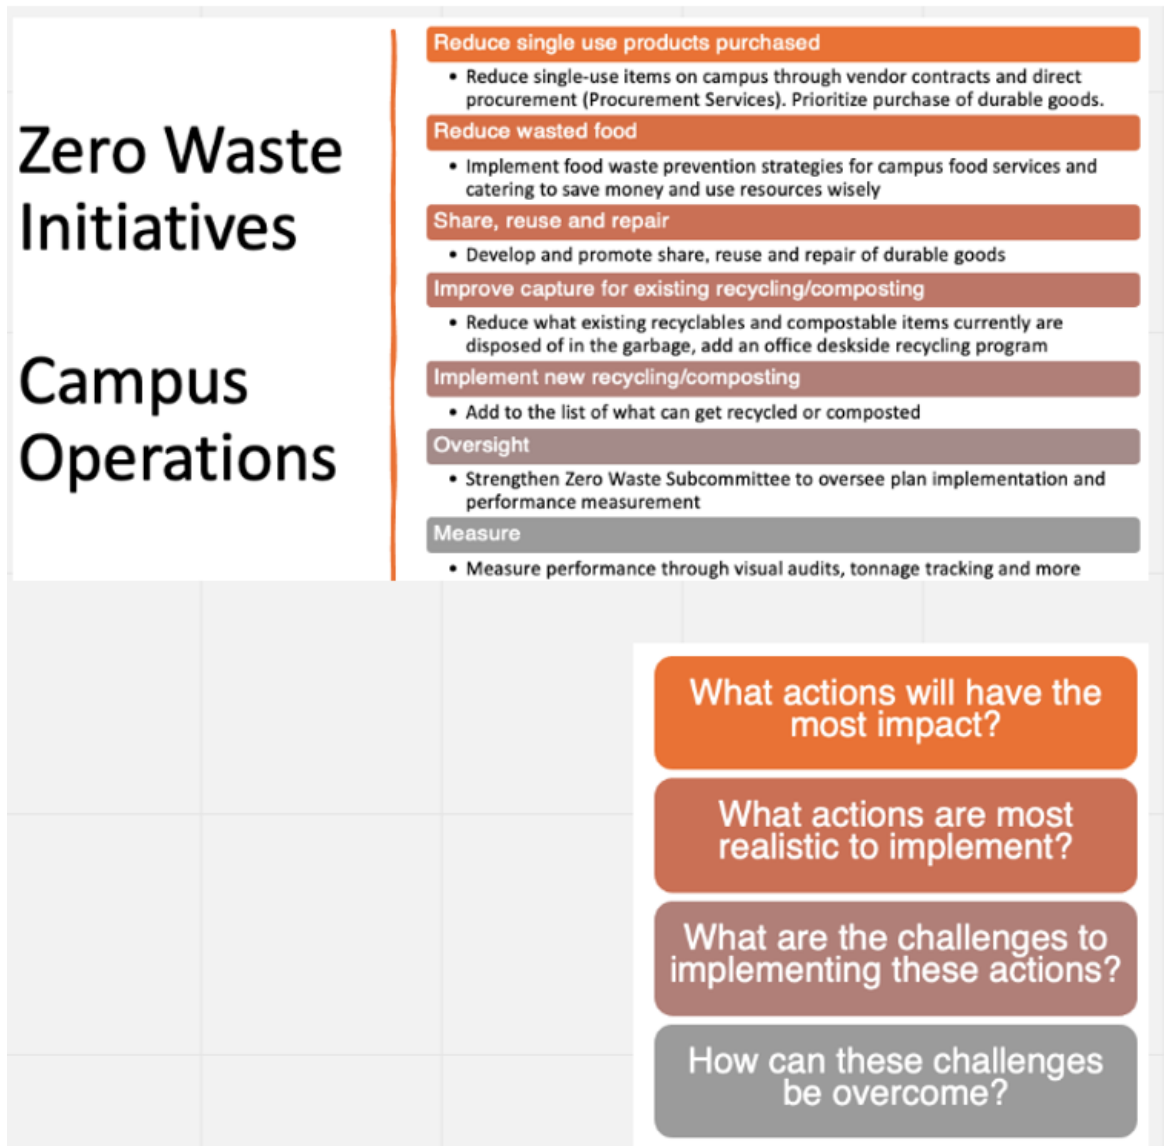 Zero Waste
Initiatives
Campus
Operations
Reduce single use products purchased
• Reduce single-use items on campus through vendor contracts and direct
procurement (Procurement Services). Prioritize purchase of durable goods.
Reduce wasted food
• Implement food waste prevention strategies for campus food services and
catering to save money and use resources wisely
Share, reuse and repair
• Develop and promote share, reuse and repair of durable goods
Improve capture for existing recycling/composting
• Reduce what existing recyclables and compostable items currently are
disposed of in the garbage, add an office deskside recycling program
Implement new recycling/composting
• Add to the list of what can get recycled or composted
Oversight
• Strengthen Zero Waste Subcommittee to oversee plan implementation and
performance measurement
Measure
• Measure performance through visual audits, tonnage tracking and more
What actions will have the
most impact?
What actions are most
realistic to implement?
What are the challenges to
implementing these actions?
How can these challenges
be overcome?